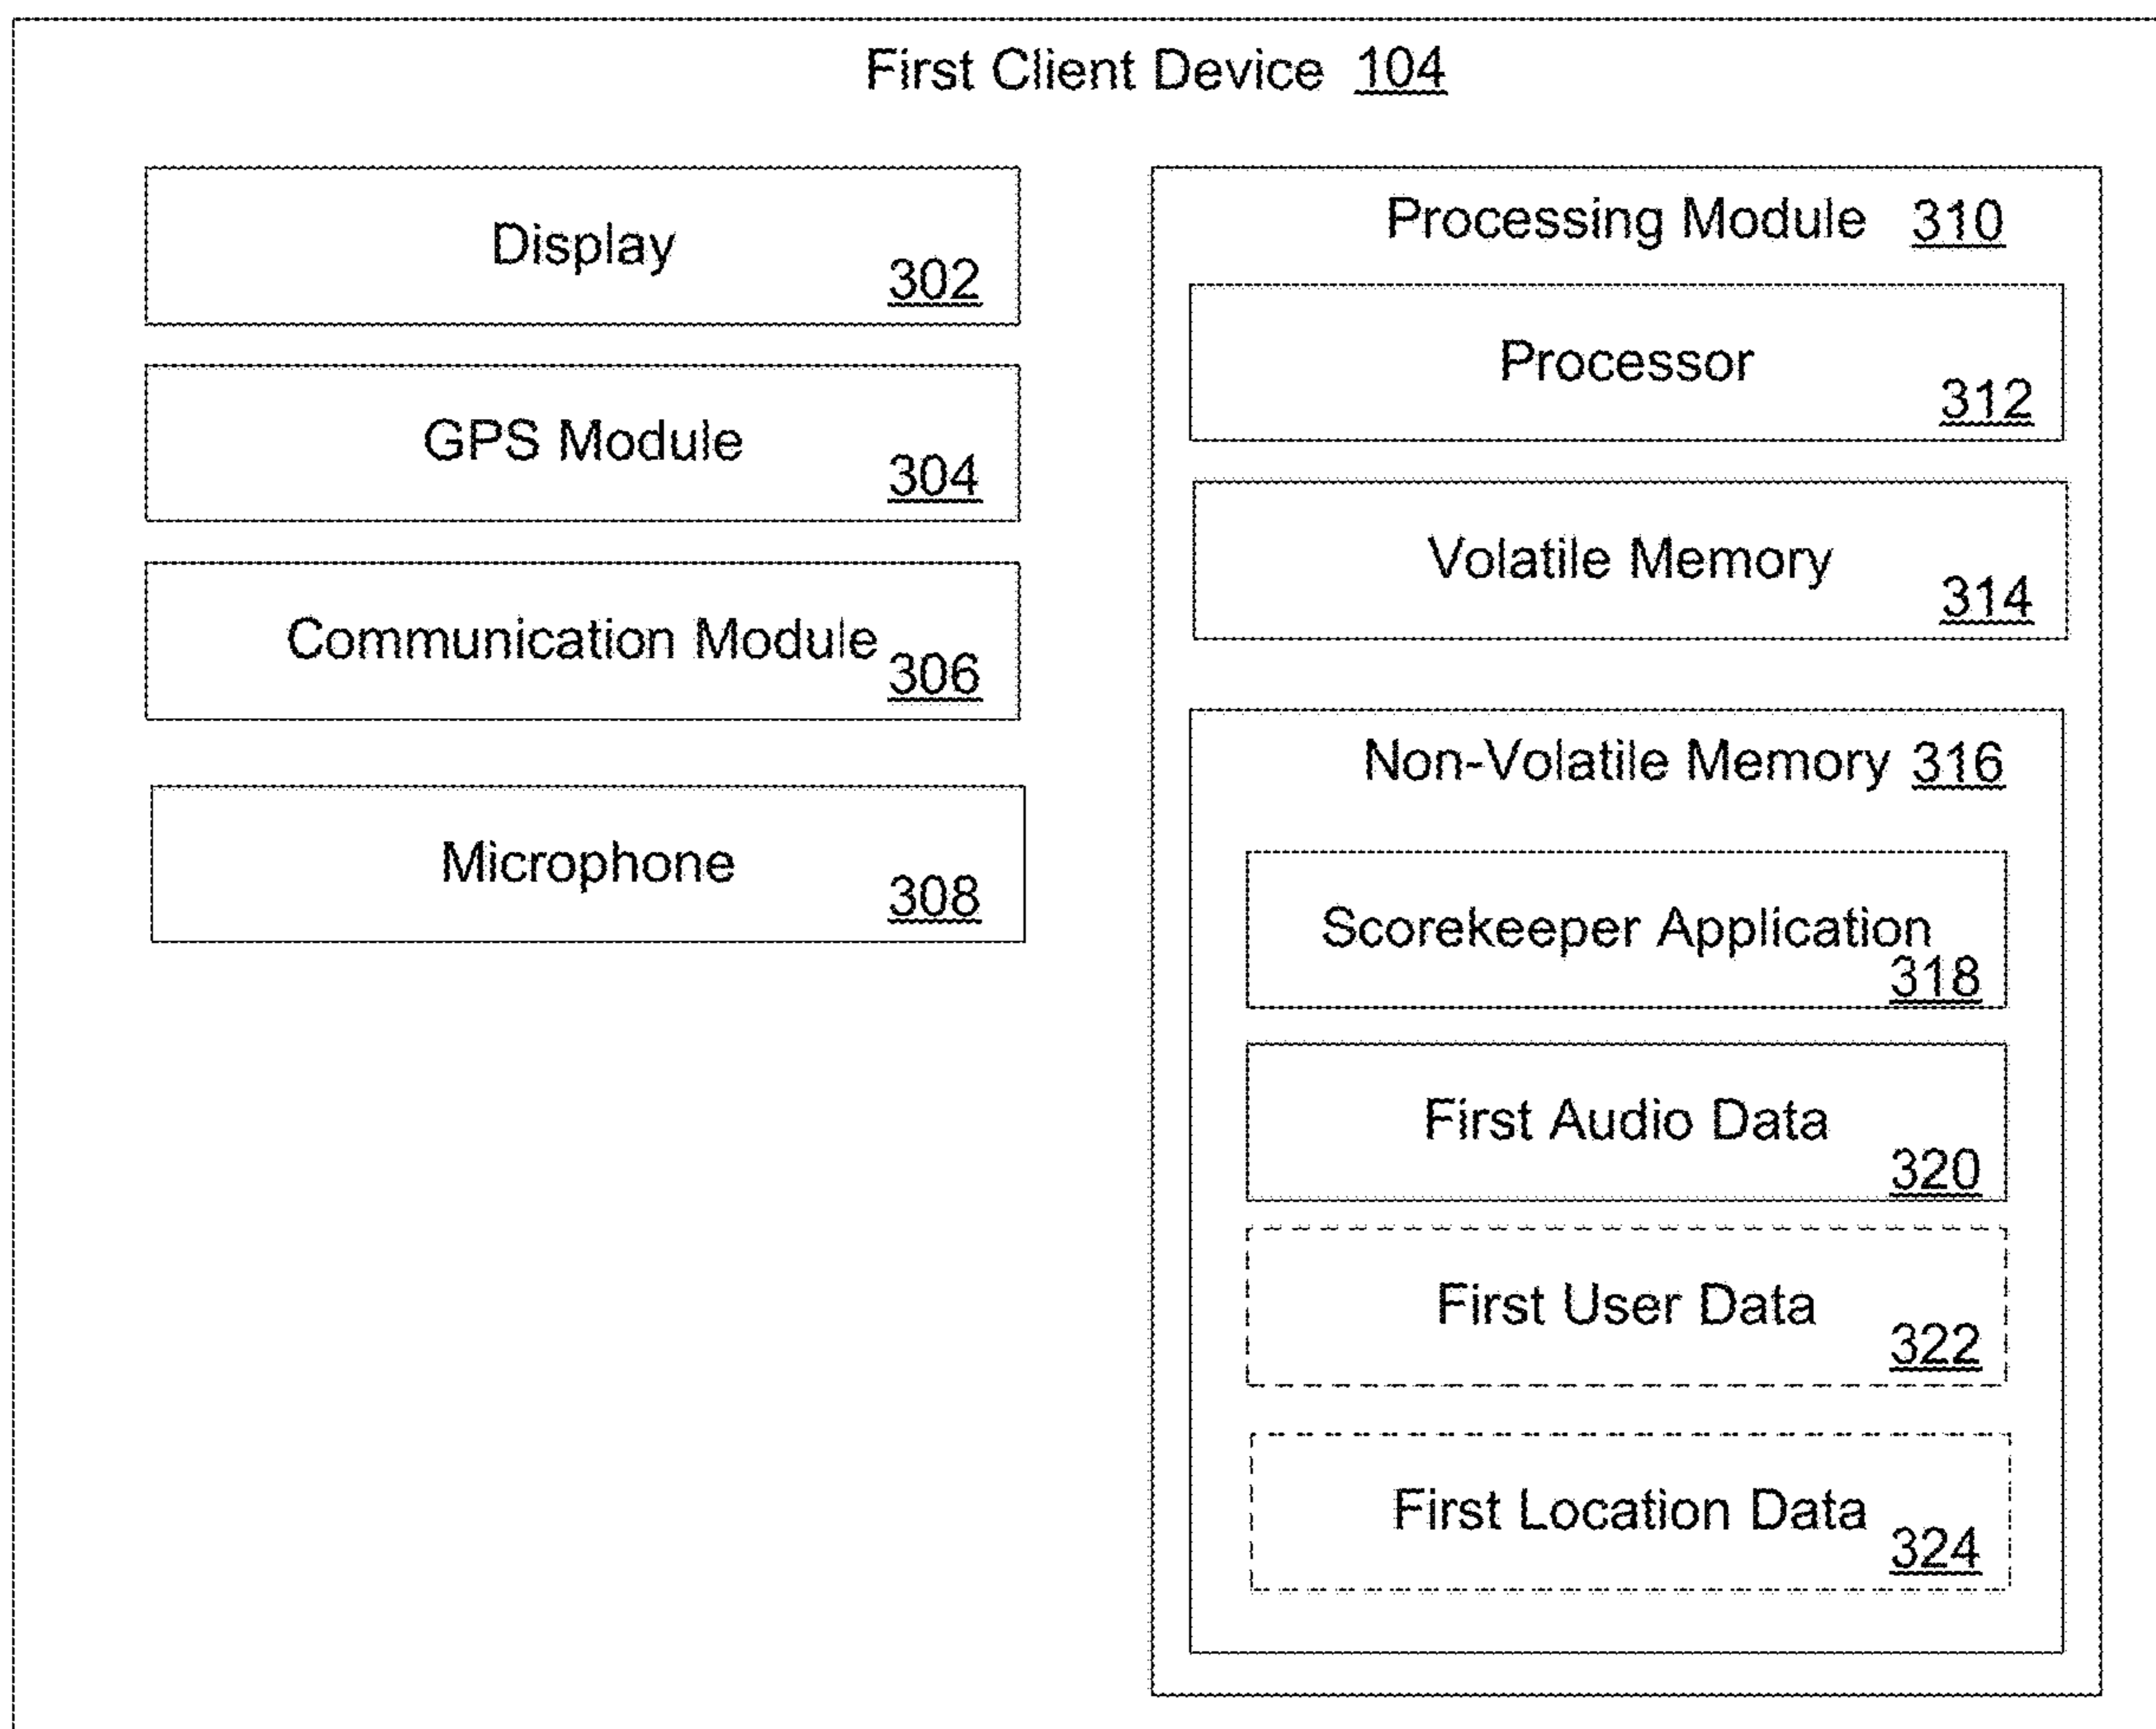 First Client Device 104
Display
302
GPS Module
304
Communication Module
306
Microphone
308
Processing Module 310
Processor
312
Volatile Memory
314
Non-Volatile Memory 316
Scorekeeper Application
318
First Audio Data
320
First User Data
322
First Location Data
324